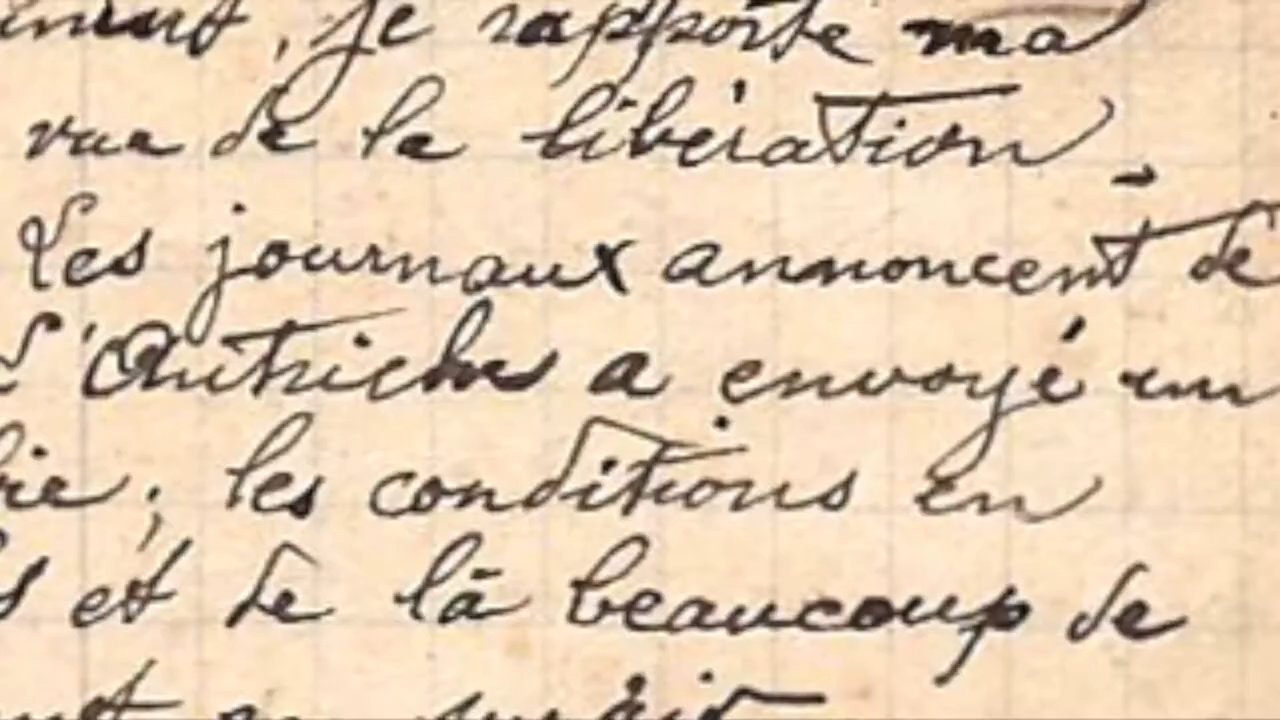 , je rapporte ma
vue de la libération.
Les journaux annoncent de
L'Autriche a envoyé un
bie; les conditions en
et de là beaucoup de